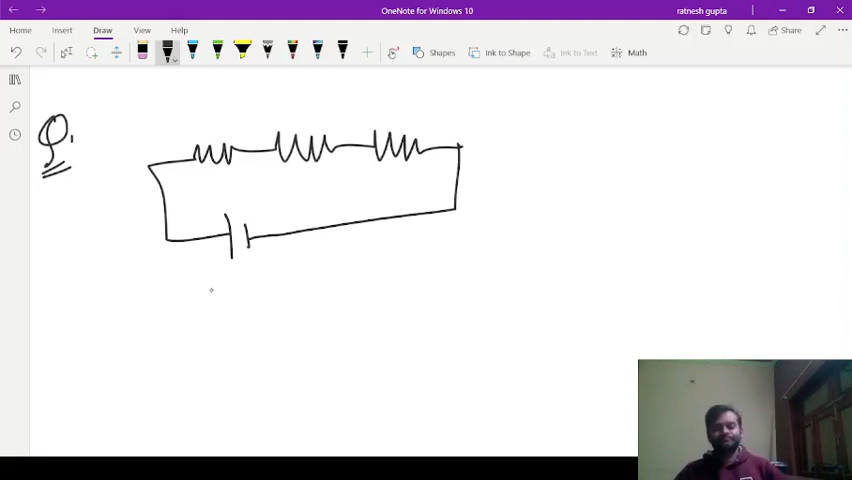 OneNote for Windows 10
ratnesh gupta
Home Insert Draw View Help
Share
Shapes Ink to Shape Ink to Text Math
Q.